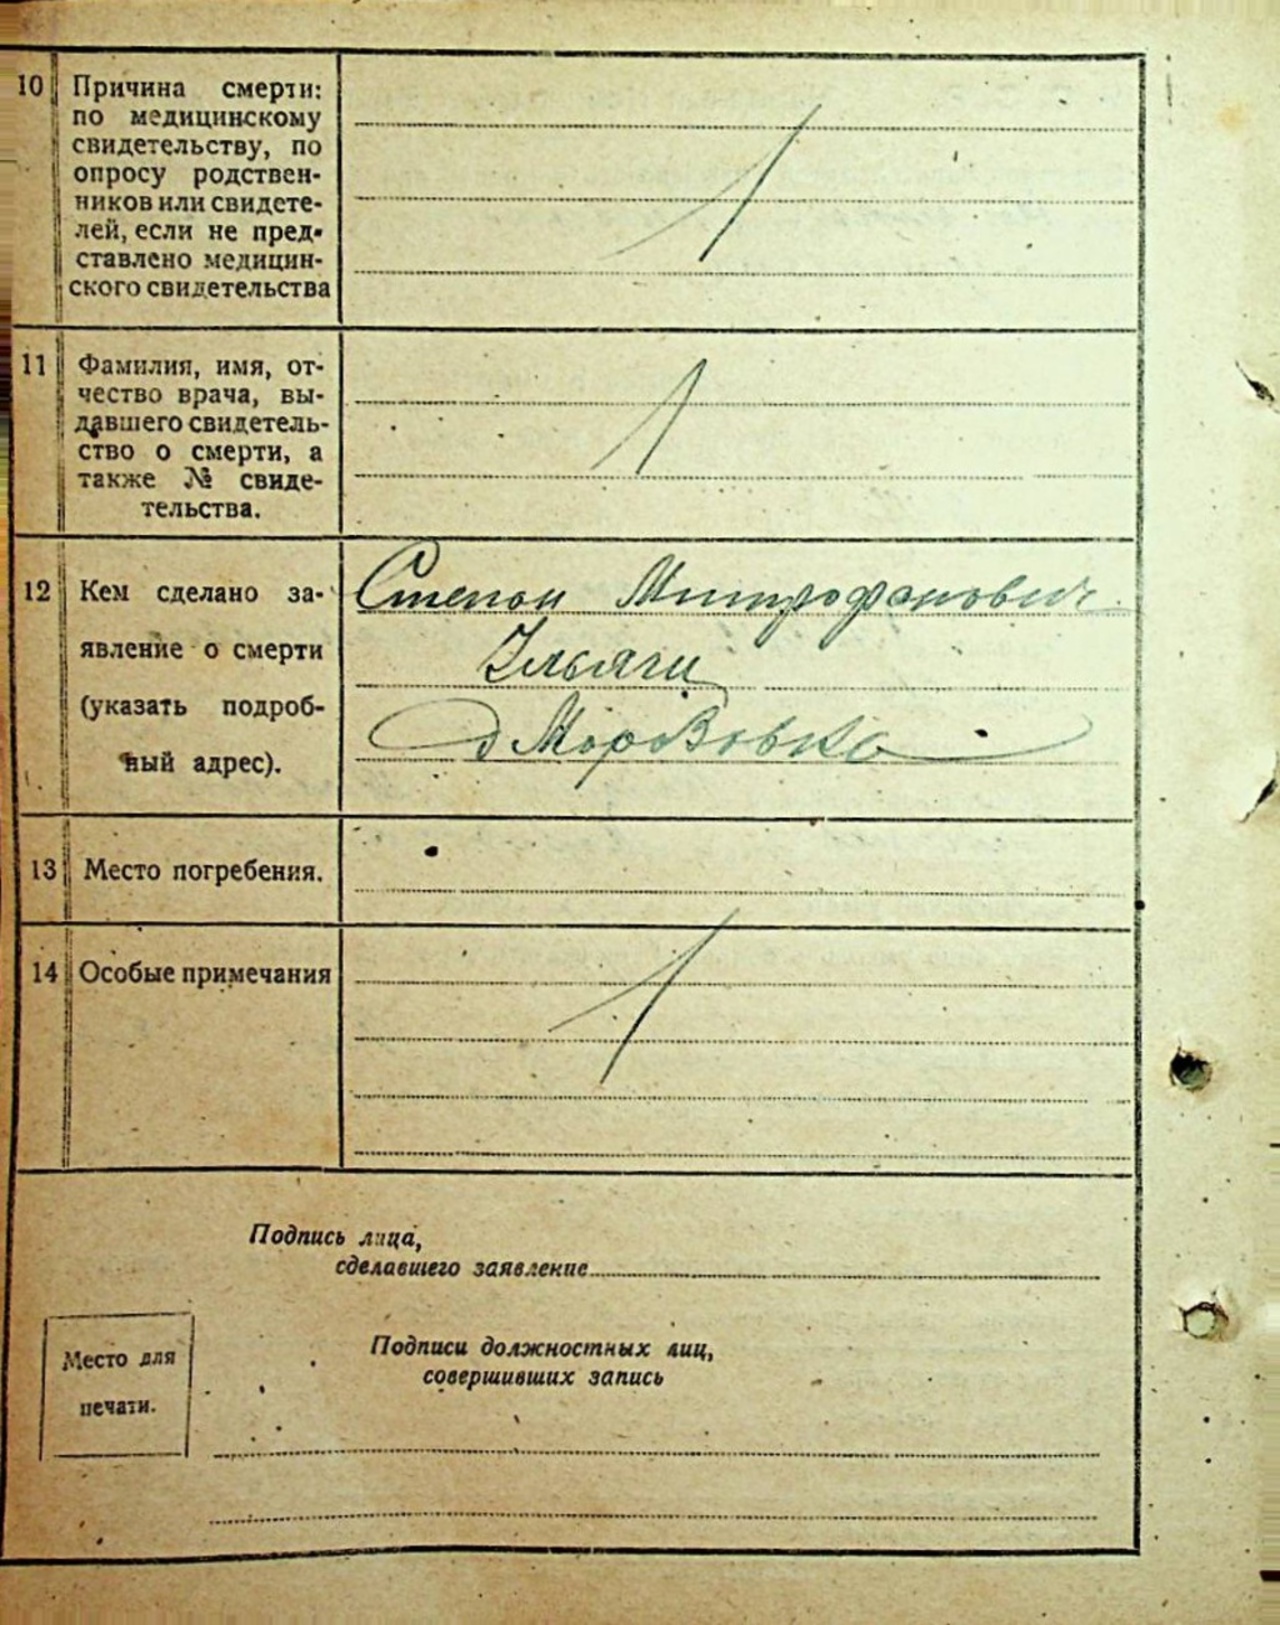 10 Причина смерти:
по медицинскому
свидетельству, по
опросу родствен-
ников или свидете-
лей, если не пред-
ставлено медицин-
ского свидетельства
11 Фамилия, имя, от-
чество врача, вы-
давшего свидетель-
ство о смерти, а
также № свиде-
тельства.
12 Кем сделано за-
явление о смерти
(указать подроб-
ный адрес).
Степан Митрофанович
д
13 Место погребения.
14 Особые примечания
Подпись лица,
сделавшего заявление
Место для
печати.
Подписи должностных лиц,
совершивших запись